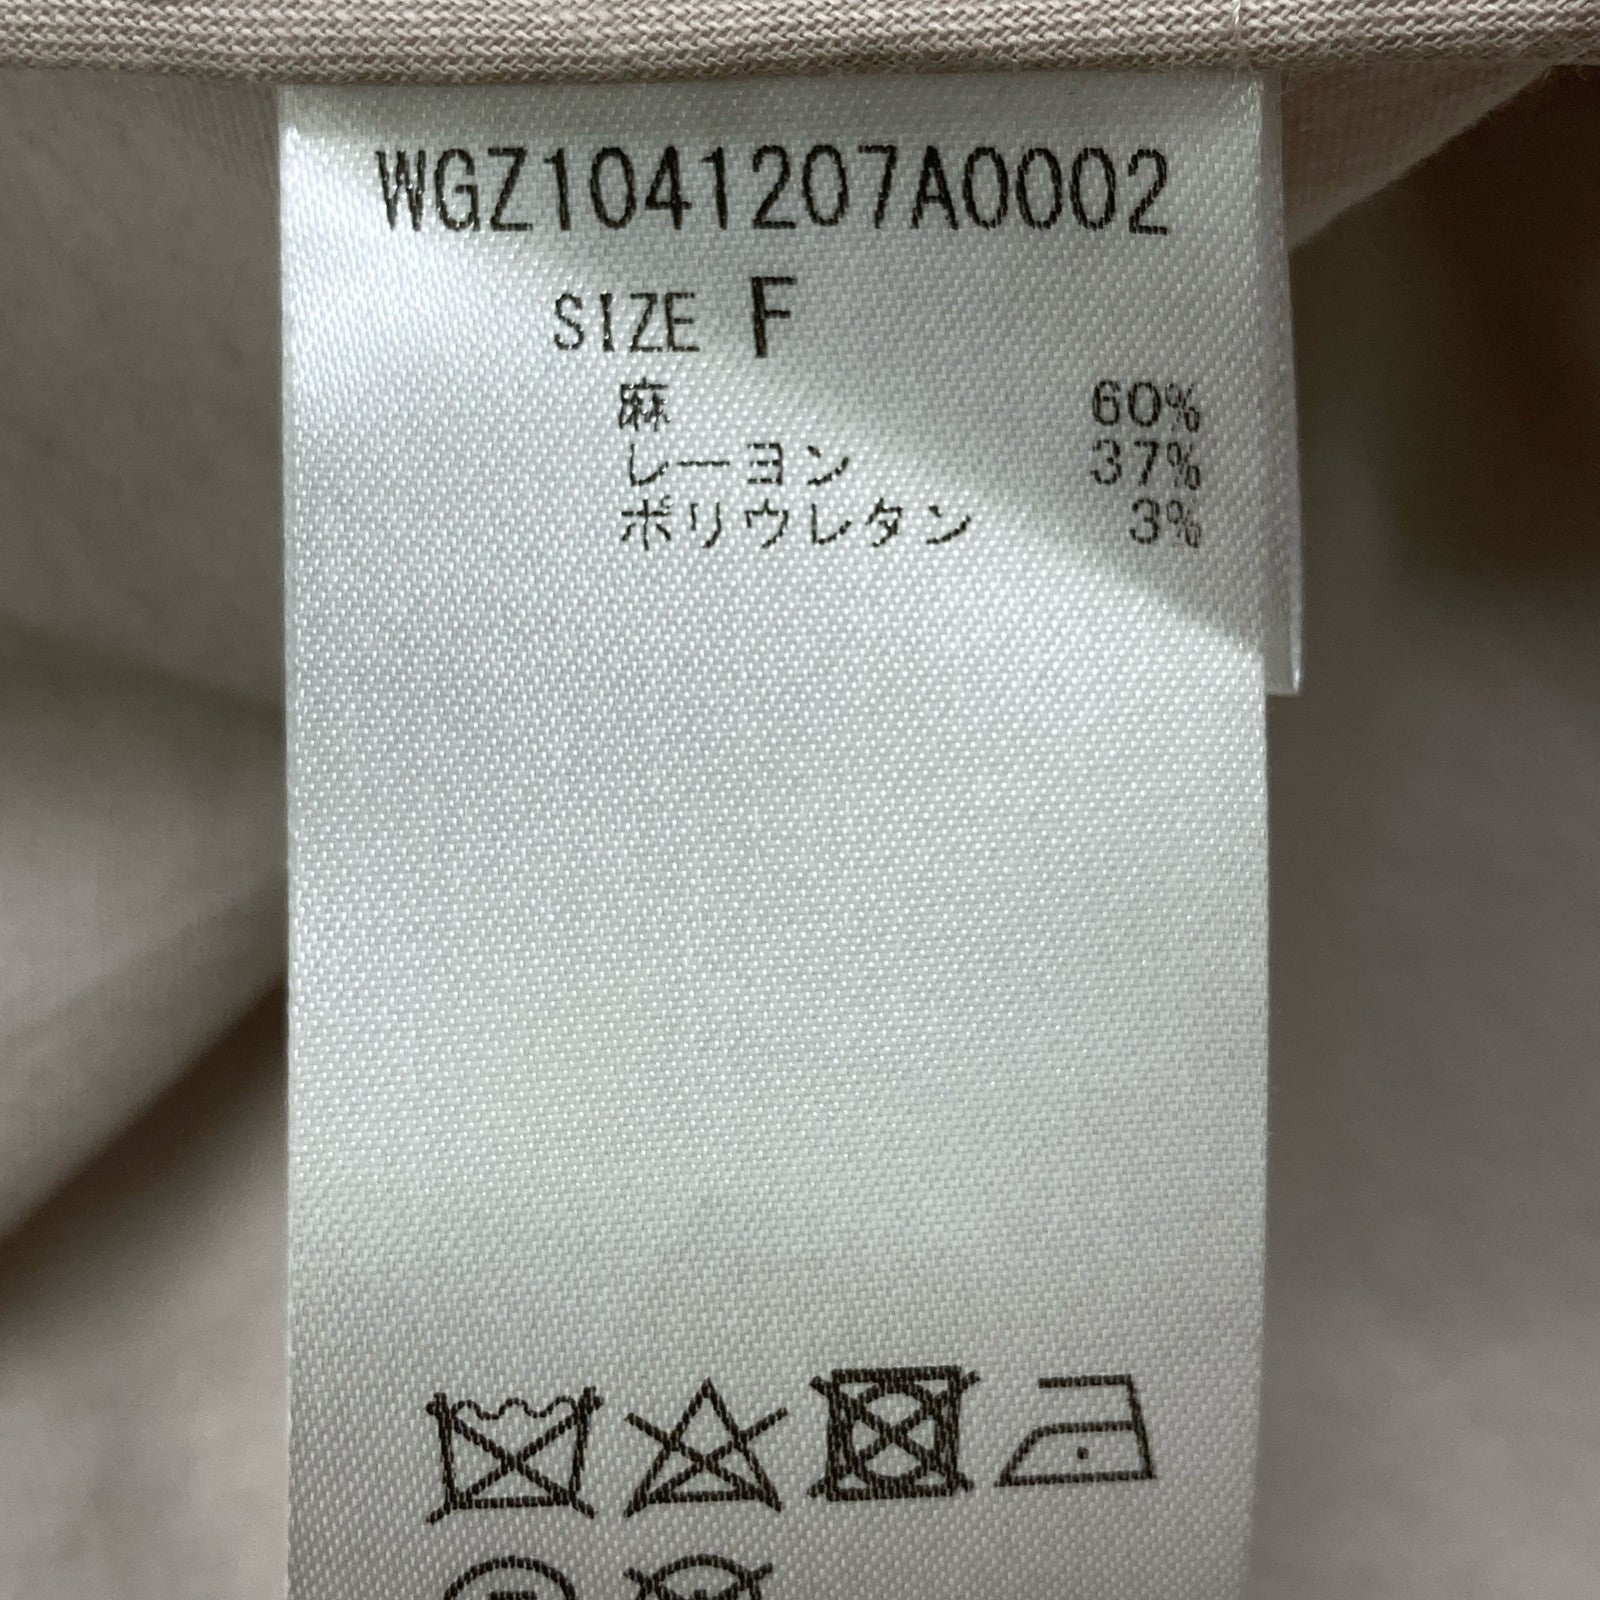 WGZ1041207A0002
SIZE F
麻 60%
レーヨン 37%
ポリウレタン 3%